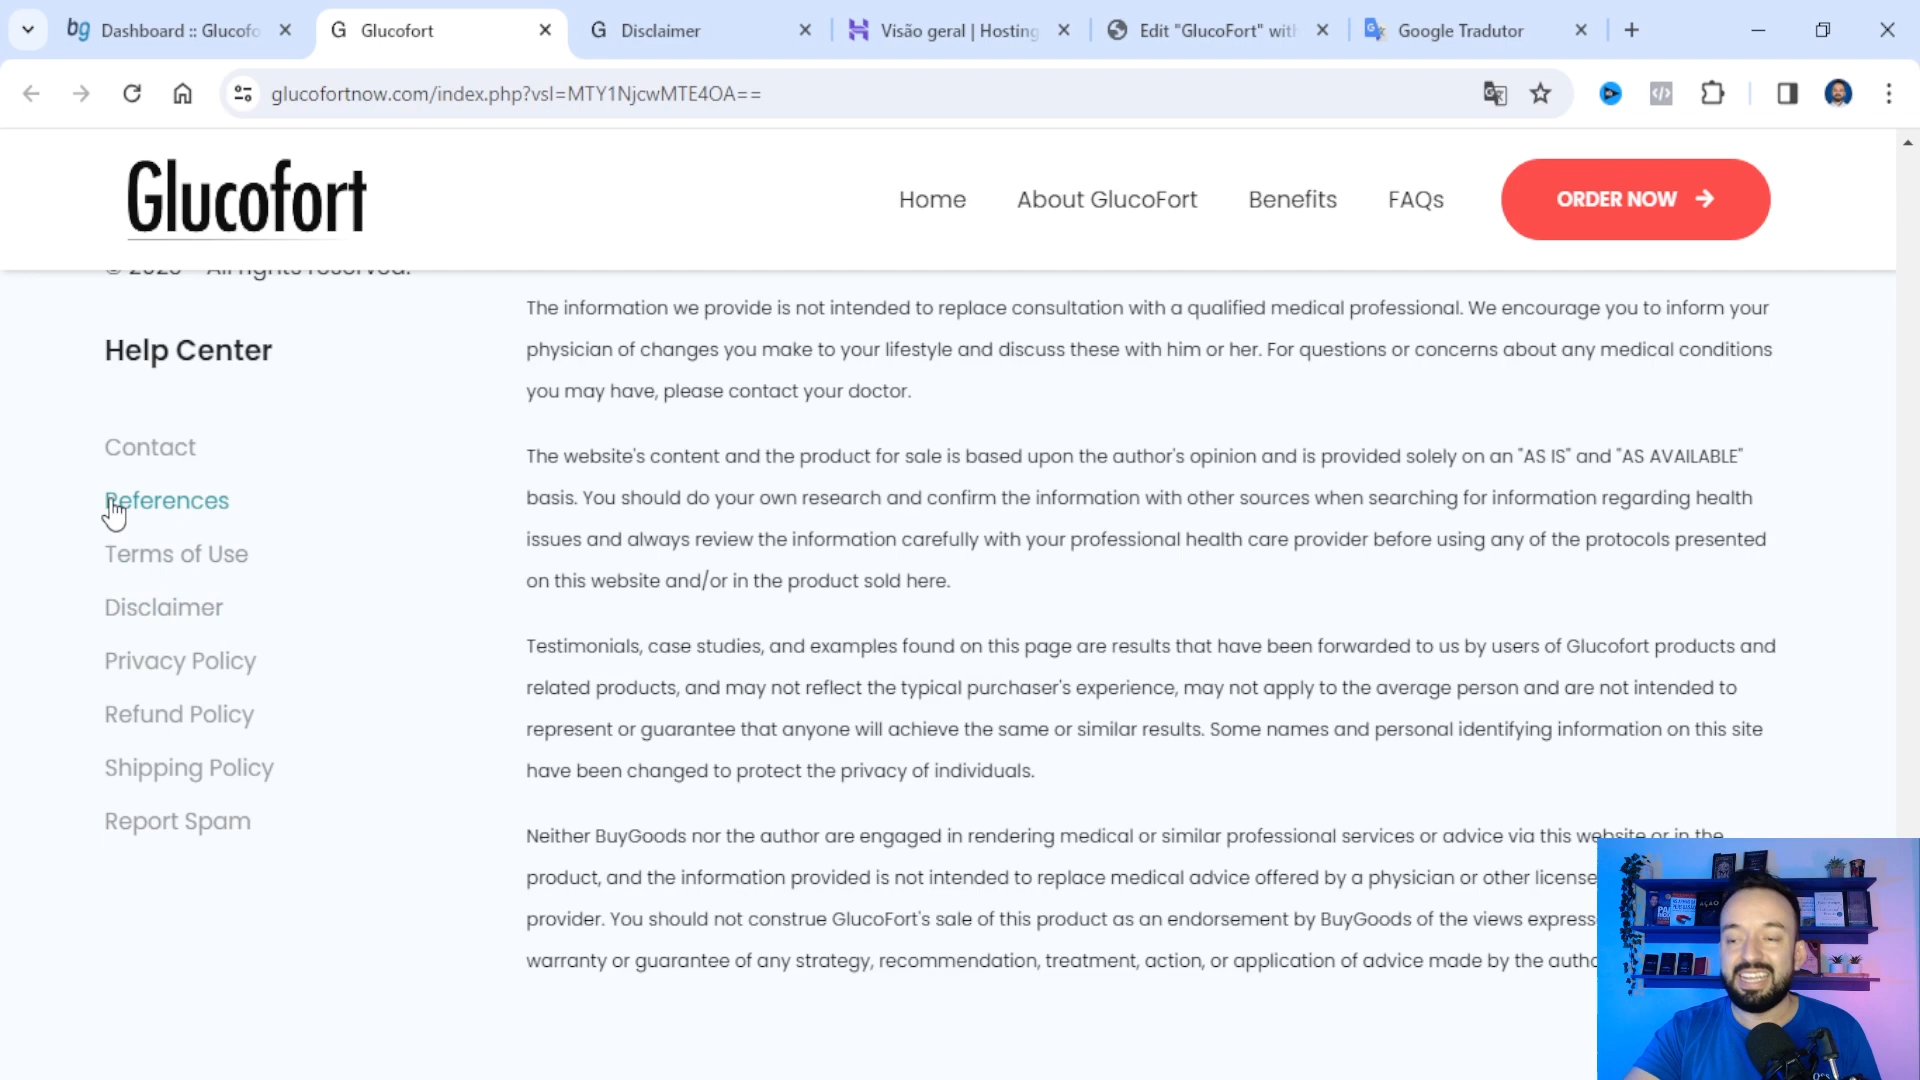 bg Dashboard :: Glucofo
G Glucofort
G Disclaimer
Visão geral | Hosting
Edit "GlucoFort" with
Google Tradutor
glucofortnow.com/index.php?vsl=MTY1NjcwMTE4OA==
Glucofort
Home
About GlucoFort
Benefits
FAQs
ORDER NOW
© 2023 All rights reserved.
Help Center
Contact
References
Terms of Use
Disclaimer
Privacy Policy
Refund Policy
Shipping Policy
Report Spam
The information we provide is not intended to replace consultation with a qualified medical professional. We encourage you to inform your
physician of changes you make to your lifestyle and discuss these with him or her. For questions or concerns about any medical conditions
you may have, please contact your doctor.
The website's content and the product for sale is based upon the author's opinion and is provided solely on an "AS IS" and "AS AVAILABLE"
basis. You should do your own research and confirm the information with other sources when searching for information regarding health
issues and always review the information carefully with your professional health care provider before using any of the protocols presented
on this website and/or in the product sold here.
Testimonials, case studies, and examples found on this page are results that have been forwarded to us by users of Glucofort products and
related products, and may not reflect the typical purchaser's experience, may not apply to the average person and are not intended to
represent or guarantee that anyone will achieve the same or similar results. Some names and personal identifying information on this site
have been changed to protect the privacy of individuals.
Neither BuyGoods nor the author are engaged in rendering medical or similar professional services or advice via this website or in the
product, and the information provided is not intended to replace medical advice offered by a physician or other license
provider. You should not construe GlucoFort's sale of this product as an endorsement by BuyGoods of the views express
warranty or guarantee of any strategy, recommendation, treatment, action, or application of advice made by the autho